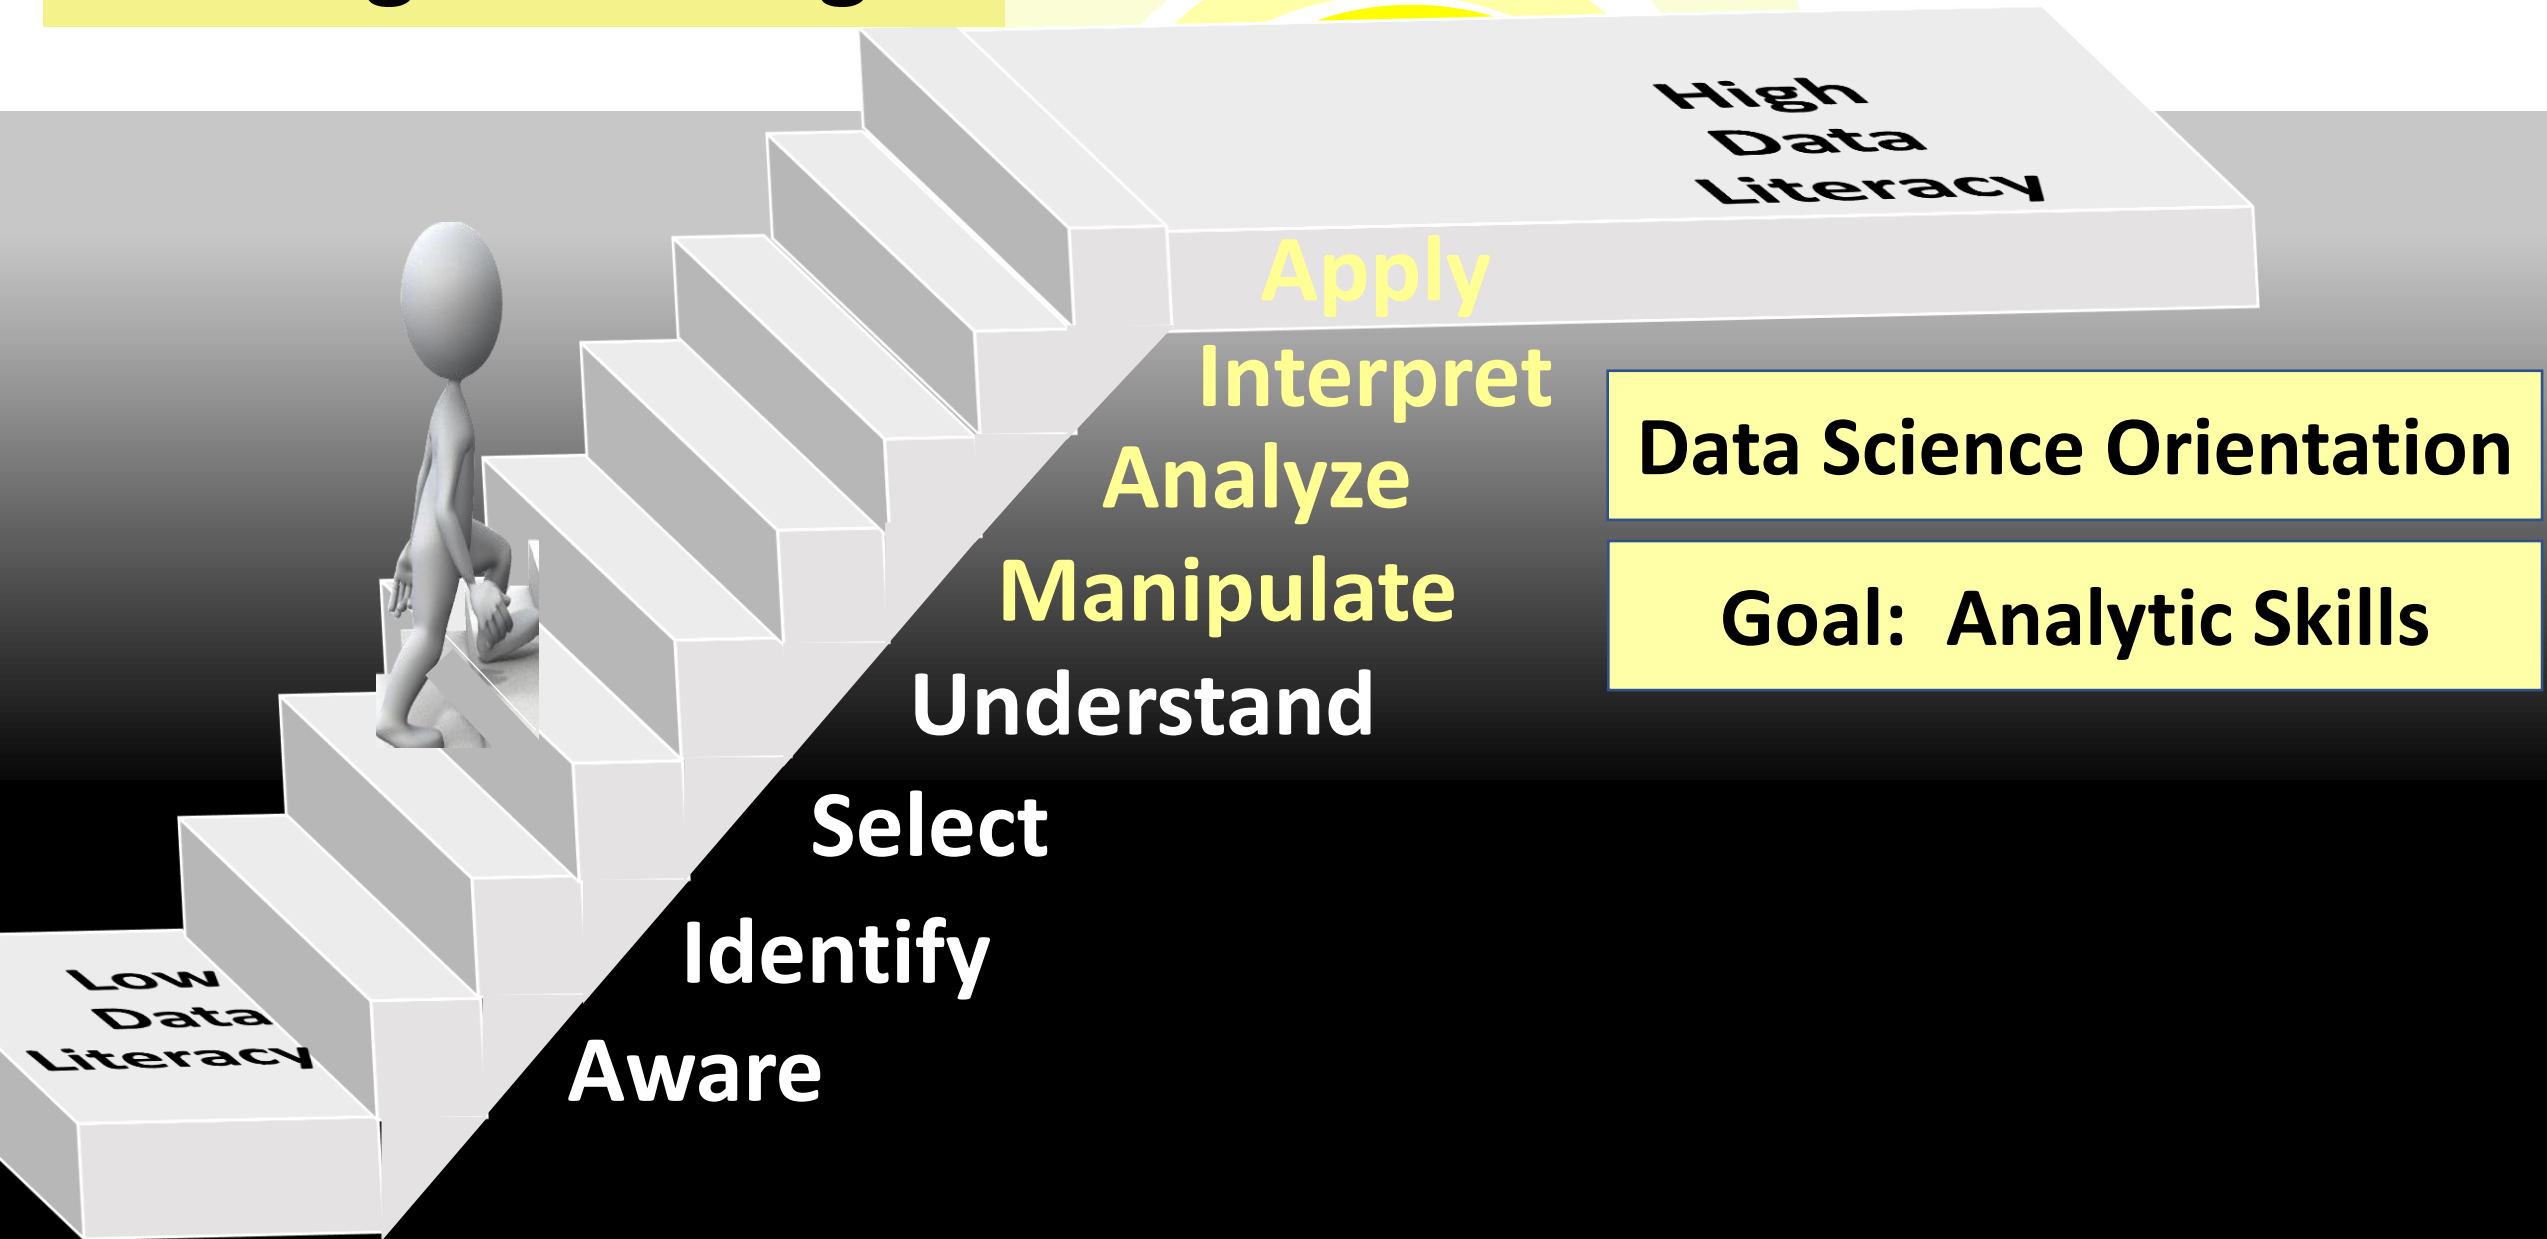 High
Data
Literacy
Apply
Interpret
Analyze
Manipulate
Understand
Select
Identify
Aware
Data Science Orientation
Goal: Analytic Skills
Low
Data
Literacy